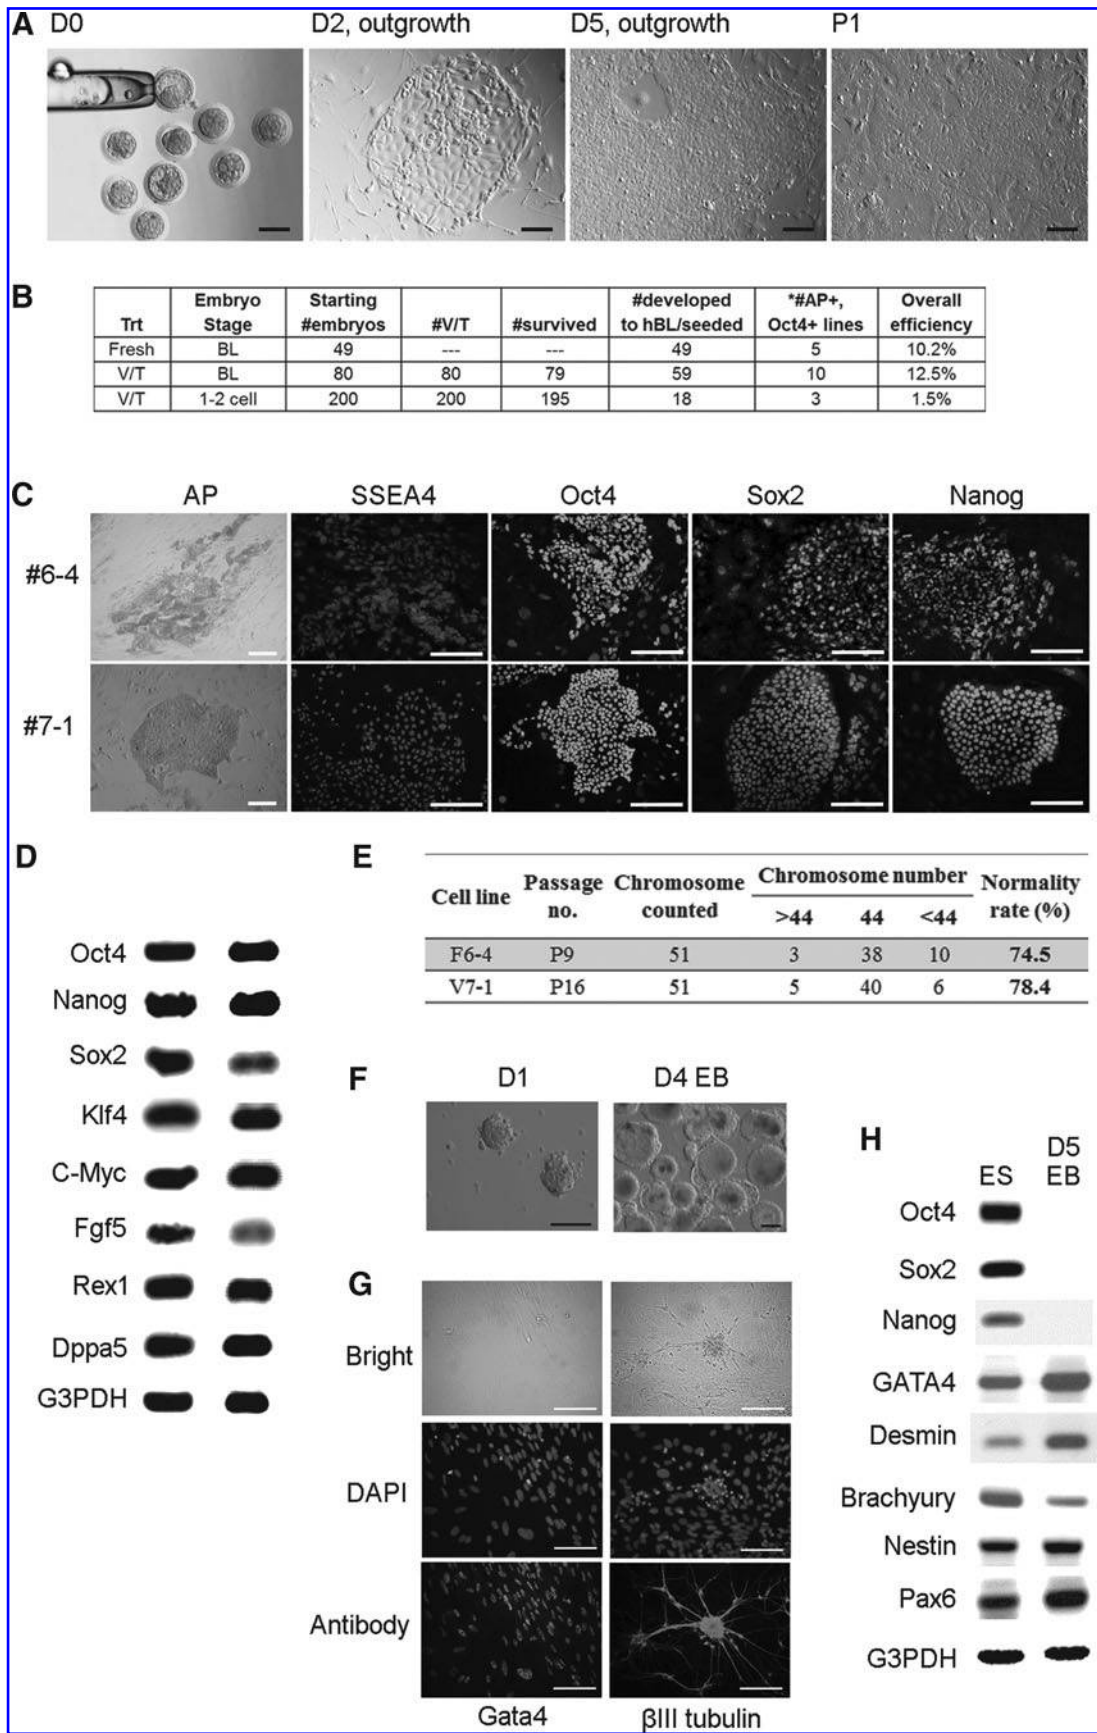 A D0 D2, outgrowth D5, outgrowth P1
B
Trt Embryo Stage Starting #embryos #V/T #survived #developed to hBL/seeded *#AP+, Oct4+ lines Overall efficiency
Fresh BL 49 --- --- 49 5 10.2%
V/T BL 80 80 79 59 10 12.5%
V/T 1-2 cell 200 200 195 18 3 1.5%
C AP SSEA4 Oct4 Sox2 Nanog
#6-4
#7-1
D
Oct4
Nanog
Sox2
Klf4
C-Myc
Fgf5
Rex1
Dppa5
G3PDH
E
Cell line Passage no. Chromosome counted Chromosome number Normality rate (%)
>44 44 <44
F6-4 P9 51 3 38 10 74.5
V7-1 P16 51 5 40 6 78.4
F D1 D4 EB
G
Bright
DAPI
Antibody
Gata4 βIII tubulin
H
ES D5 EB
Oct4
Sox2
Nanog
GATA4
Desmin
Brachyury
Nestin
Pax6
G3PDH